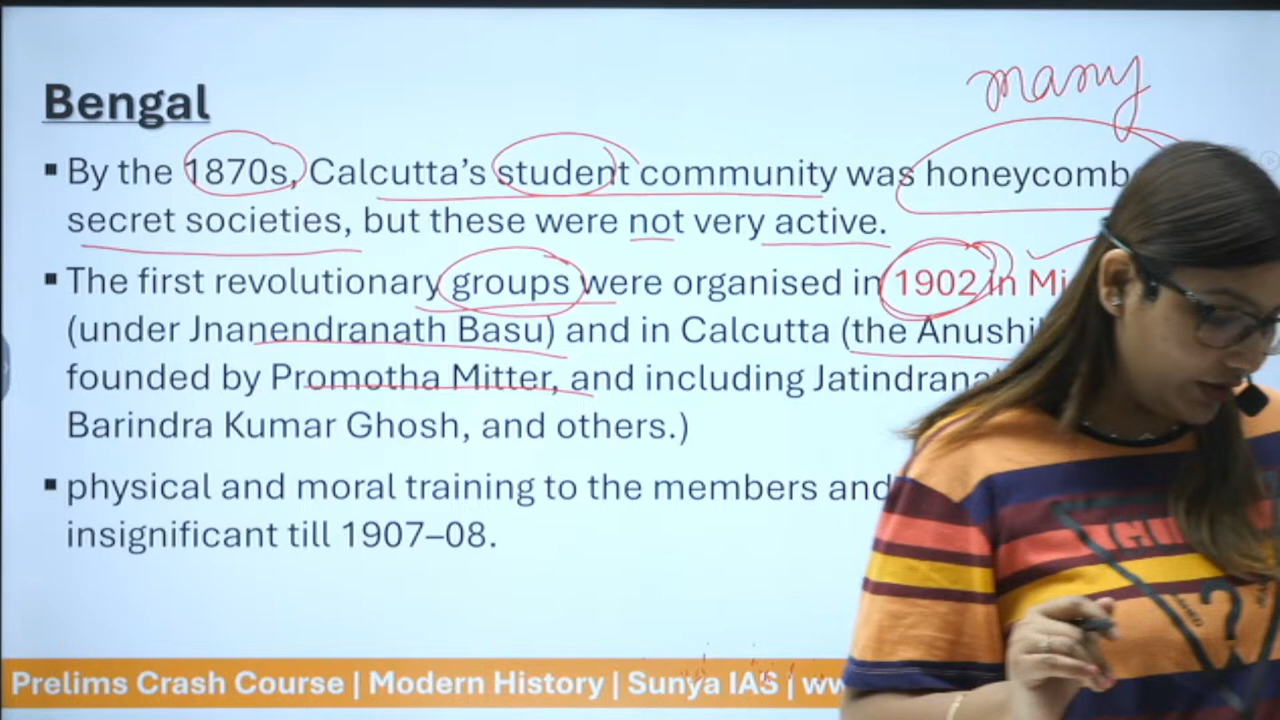 many
Bengal
▪ By the 1870s, Calcutta's student community was honeycomb
secret societies, but these were not very active.
▪ The first revolutionary groups were organised in 1902 in Mi
(under Jnanendranath Basu) and in Calcutta (the Anushi
founded by Promotha Mitter, and including Jatindrana
Barindra Kumar Ghosh, and others.)
▪ physical and moral training to the members and
insignificant till 1907–08.
Prelims Crash Course | Modern History | Sunya IAS | ww